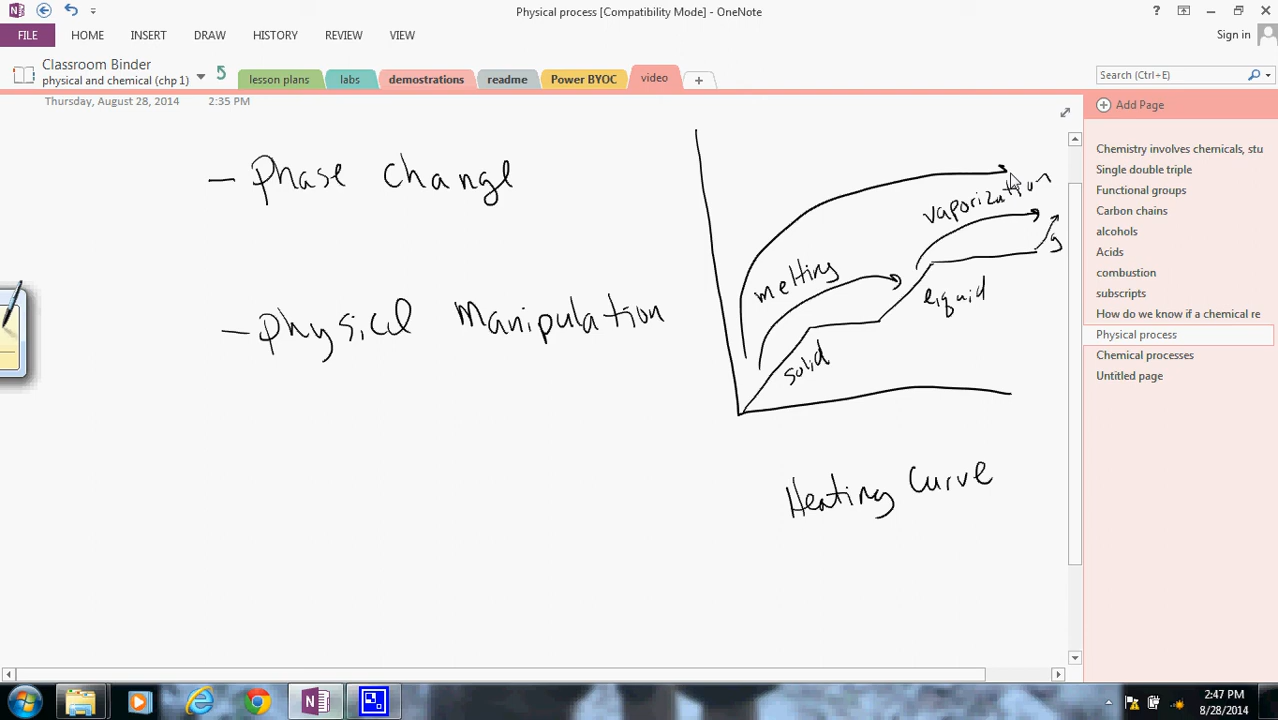 Physical process [Compatibility Mode] - OneNote
FILE HOME INSERT DRAW HISTORY REVIEW VIEW
Sign in
Classroom Binder
physical and chemical (chp 1)
lesson plans labs demostrations readme Power BYOC video
Search (Ctrl+E)
Thursday, August 28, 2014 2:35 PM
Add Page
Chemistry involves chemicals, stu
Single double triple
Functional groups
Carbon chains
alcohols
Acids
combustion
subscripts
How do we know if a chemical re
Physical process
Chemical processes
Untitled page
- Phase change
- Physical Manipulation
vaporization
g
melting
liquid
solid
Heating Curve
2:47 PM
8/28/2014